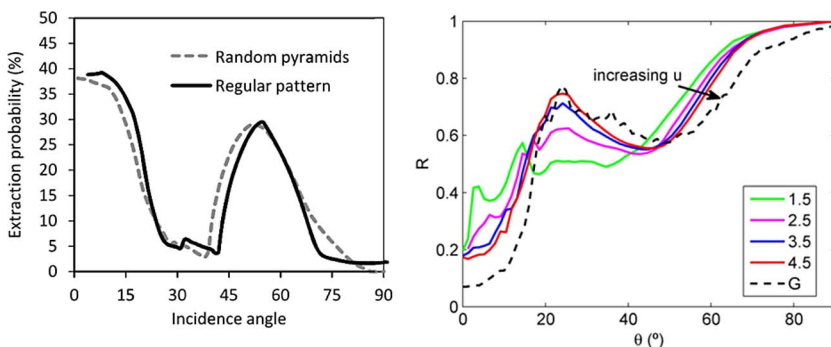 50
45
40
35
30
25
20
15
10
5
0
Extraction probability (%)
Random pyramids
Regular pattern
0 15 30 45 60 75 90
Incidence angle
1
0.8
0.6
0.4
0.2
0
R
increasing u
1.5
2.5
3.5
4.5
G
0 20 40 60 80
θ (º)